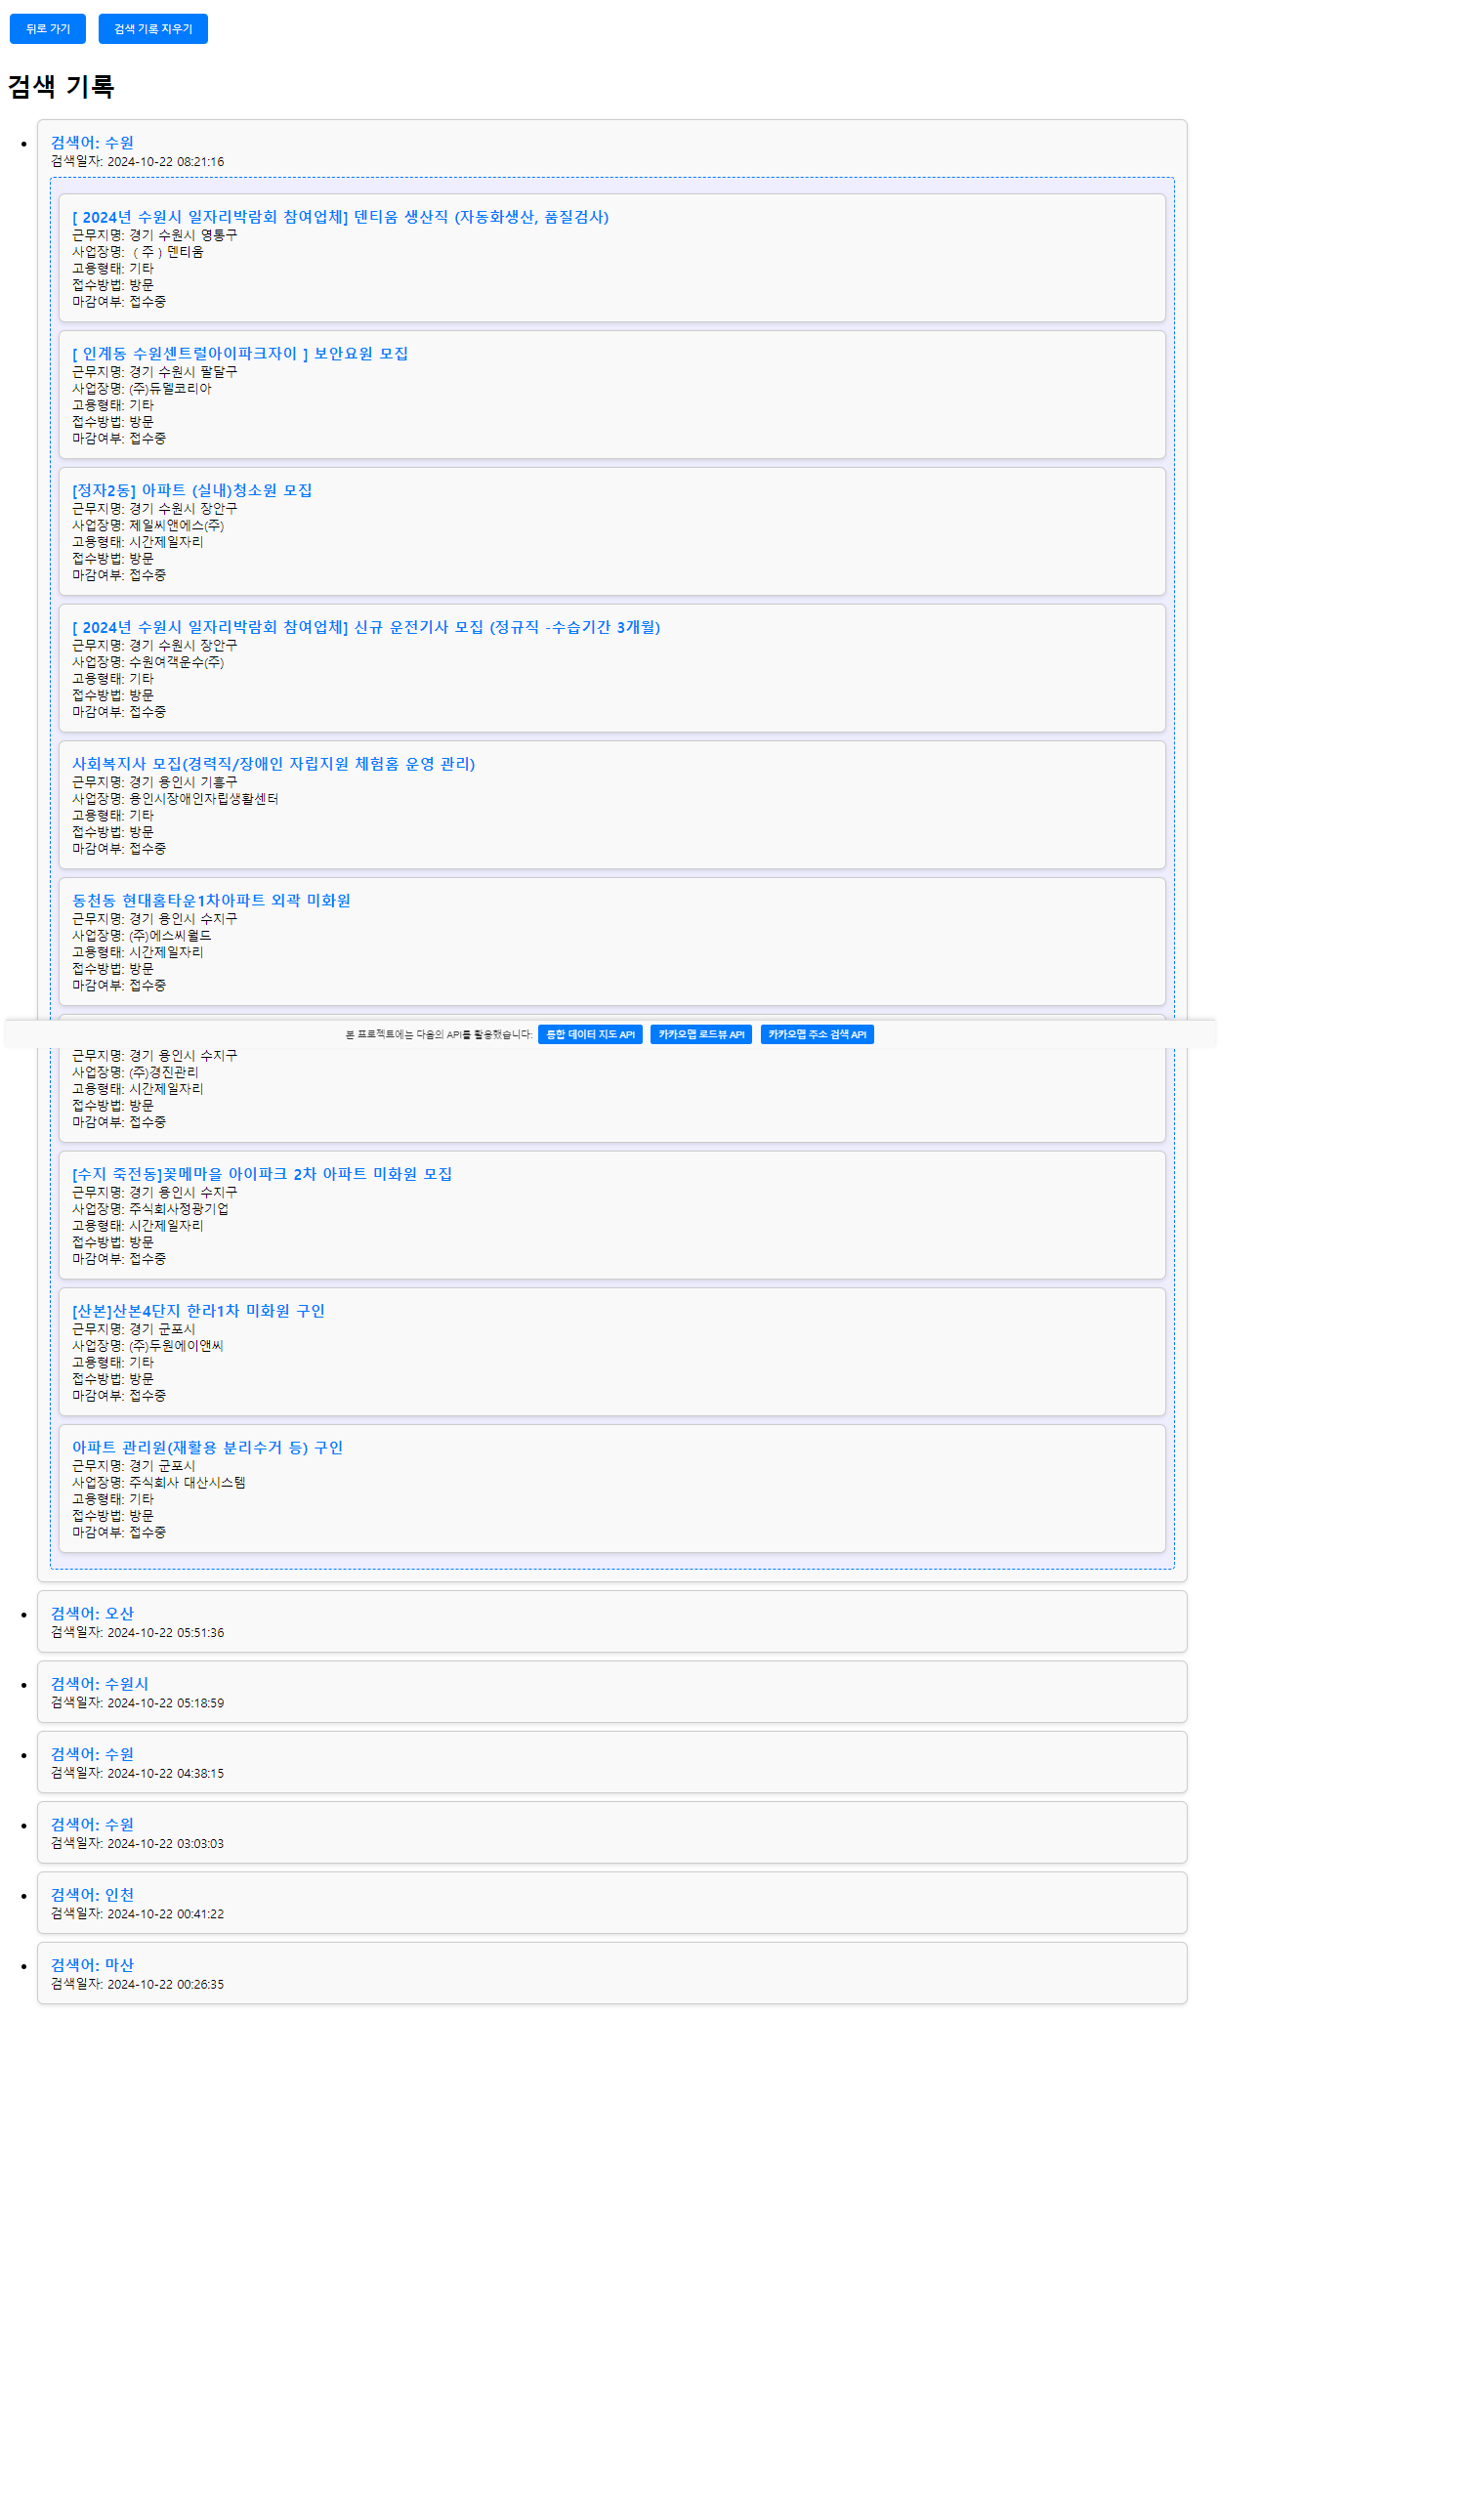 뒤로 가기
검색 기록 지우기
검색 기록
검색어: 수원
검색일자: 2024-10-22 08:21:16
[ 2024년 수원시 일자리박람회 참여업체] 덴티움 생산직 (자동화생산, 품질검사)
근무지명: 경기 수원시 영통구
사업장명: ( 주 ) 덴티움
고용형태: 기타
접수방법: 방문
마감여부: 접수중
[ 인계동 수원센트럴아이파크자이 ] 보안요원 모집
근무지명: 경기 수원시 팔달구
사업장명: (주)듀델코리아
고용형태: 기타
접수방법: 방문
마감여부: 접수중
[정자2동] 아파트 (실내)청소원 모집
근무지명: 경기 수원시 장안구
사업장명: 제일씨앤에스(주)
고용형태: 시간제일자리
접수방법: 방문
마감여부: 접수중
[ 2024년 수원시 일자리박람회 참여업체] 신규 운전기사 모집 (정규직 -수습기간 3개월)
근무지명: 경기 수원시 장안구
사업장명: 수원여객운수(주)
고용형태: 기타
접수방법: 방문
마감여부: 접수중
사회복지사 모집(경력직/장애인 자립지원 체험홈 운영 관리)
근무지명: 경기 용인시 기흥구
사업장명: 용인시장애인자립생활센터
고용형태: 기타
접수방법: 방문
마감여부: 접수중
동천동 현대홈타운1차아파트 외곽 미화원
근무지명: 경기 용인시 수지구
사업장명: (주)에스씨월드
고용형태: 시간제일자리
접수방법: 방문
마감여부: 접수중
본 프로젝트에는 다음의 API를 활용했습니다: 통합 데이터 지도 API 카카오맵 로드뷰 API 카카오맵 주소 검색 API
근무지명: 경기 용인시 수지구
사업장명: (주)경진관리
고용형태: 시간제일자리
접수방법: 방문
마감여부: 접수중
[수지 죽전동]꽃메마을 아이파크 2차 아파트 미화원 모집
근무지명: 경기 용인시 수지구
사업장명: 주식회사정광기업
고용형태: 시간제일자리
접수방법: 방문
마감여부: 접수중
[산본]산본4단지 한라1차 미화원 구인
근무지명: 경기 군포시
사업장명: (주)두원에이앤씨
고용형태: 기타
접수방법: 방문
마감여부: 접수중
아파트 관리원(재활용 분리수거 등) 구인
근무지명: 경기 군포시
사업장명: 주식회사 대산시스템
고용형태: 기타
접수방법: 방문
마감여부: 접수중
검색어: 오산
검색일자: 2024-10-22 05:51:36
검색어: 수원시
검색일자: 2024-10-22 05:18:59
검색어: 수원
검색일자: 2024-10-22 04:38:15
검색어: 수원
검색일자: 2024-10-22 03:03:03
검색어: 인천
검색일자: 2024-10-22 00:41:22
검색어: 마산
검색일자: 2024-10-22 00:26:35